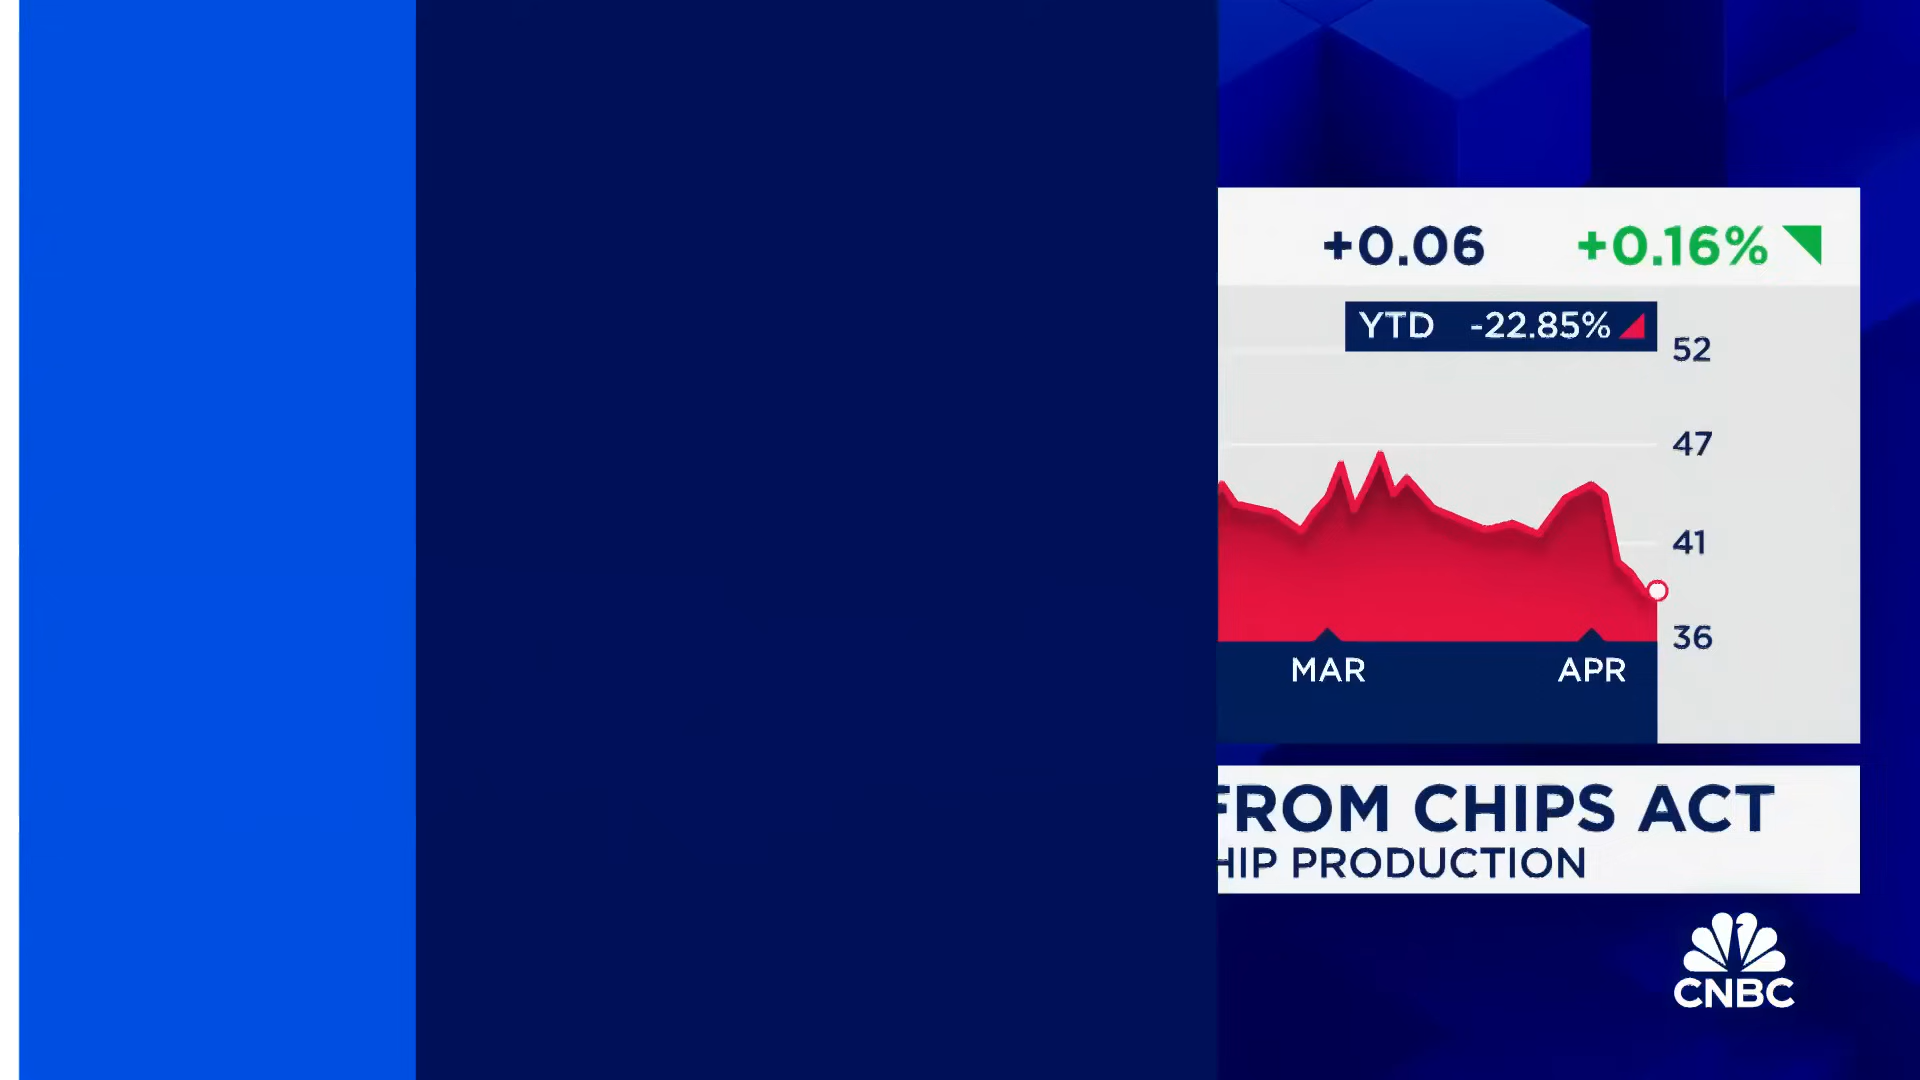 +0.06 +0.16%
YTD -22.85%
52
47
41
36
MAR APR
FROM CHIPS ACT
HIP PRODUCTION
CNBC